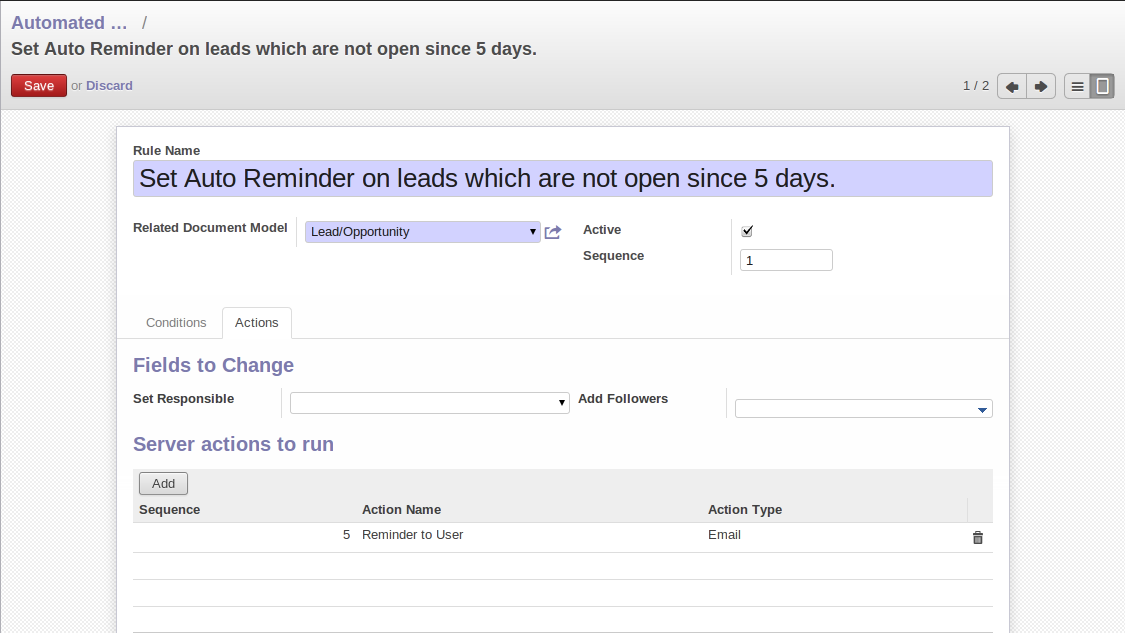 Automated ... /
Set Auto Reminder on leads which are not open since 5 days.
Save or Discard 1 / 2
Rule Name
Set Auto Reminder on leads which are not open since 5 days.
Related Document Model Lead/Opportunity Active
Sequence 1
Conditions Actions
Fields to Change
Set Responsible Add Followers
Server actions to run
Add
Sequence Action Name Action Type
5 Reminder to User Email